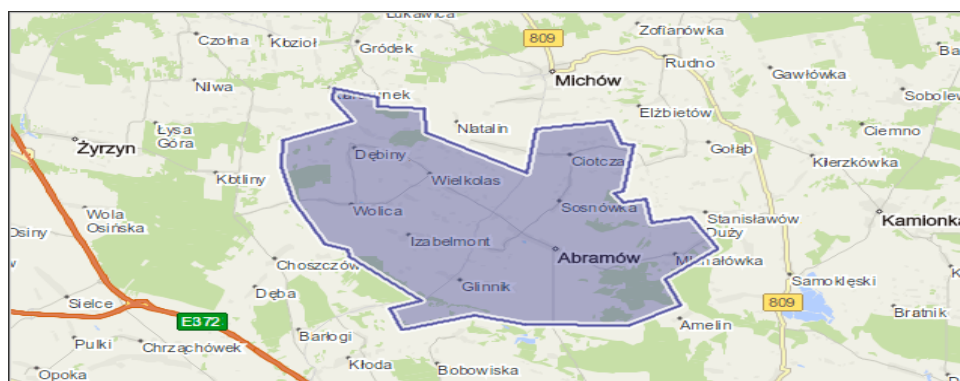 Łukawica
Zofianówka
Czołna
Kozioł
Gródek
809
Rudno
Michów
Gawłówka
Niwa
Elżbietów
Natalin
Łysa
Góra
Ciemno
Żyrzyn
Gołąb
Dębiny
Ciotcza
Kierzkówka
Kotliny
Wielkolas
Wola
Osińska
Wolica
Sosnówka
Stanisławów
Duży
Kamionka
Osiny
Izabelmont
Abramów
Michałówka
Choszczów
Samoklęski
Glinnik
Dęba
Sielce
809
Bratnik
E372
Amelin
Pulki
Chrząchówek
Barłogi
Kłoda
Bobowiska
Opoka